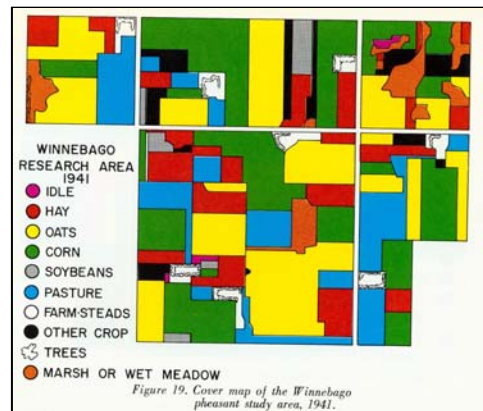 WINNEBAGO
RESEARCH AREA
1941
IDLE
HAY
OATS
CORN
SOYBEANS
PASTURE
FARM-STEADS
OTHER CROP
TREES
MARSH OR WET MEADOW
Figure 19. Cover map of the Winnebago
pheasant study area, 1941.